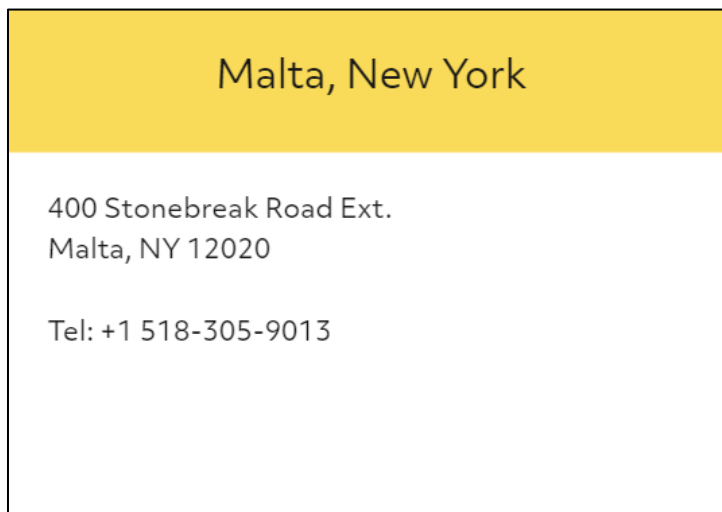 Malta, New York
400 Stonebreak Road Ext.
Malta, NY 12020
Tel: +1 518-305-9013